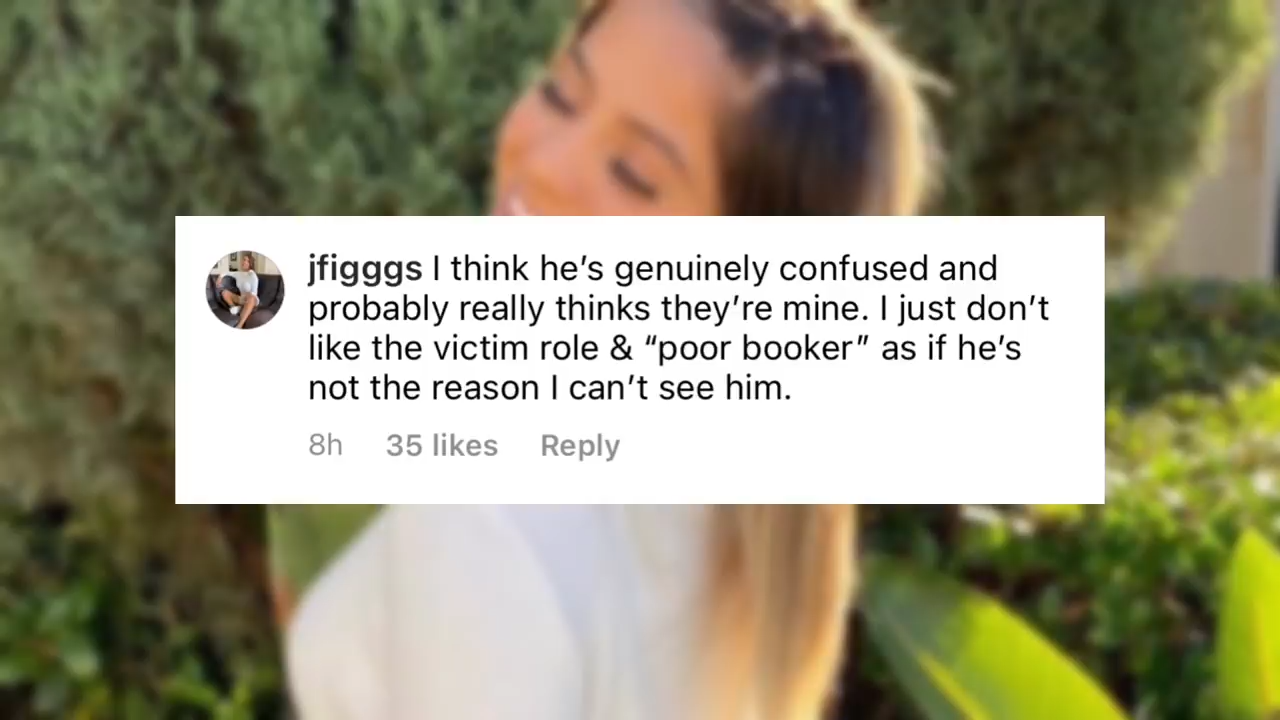 jfigggs I think he’s genuinely confused and
probably really thinks they’re mine. I just don’t
like the victim role & “poor booker” as if he’s
not the reason I can’t see him.
8h 35 likes Reply